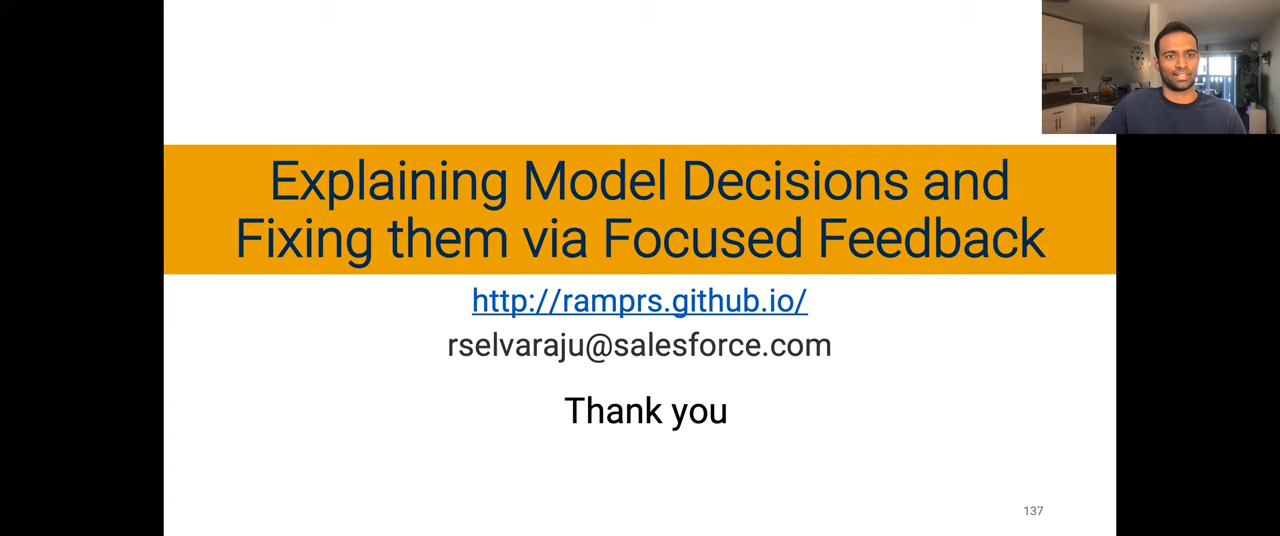 Explaining Model Decisions and
Fixing them via Focused Feedback
http://ramprs.github.io/
rselvaraju@salesforce.com
Thank you
137